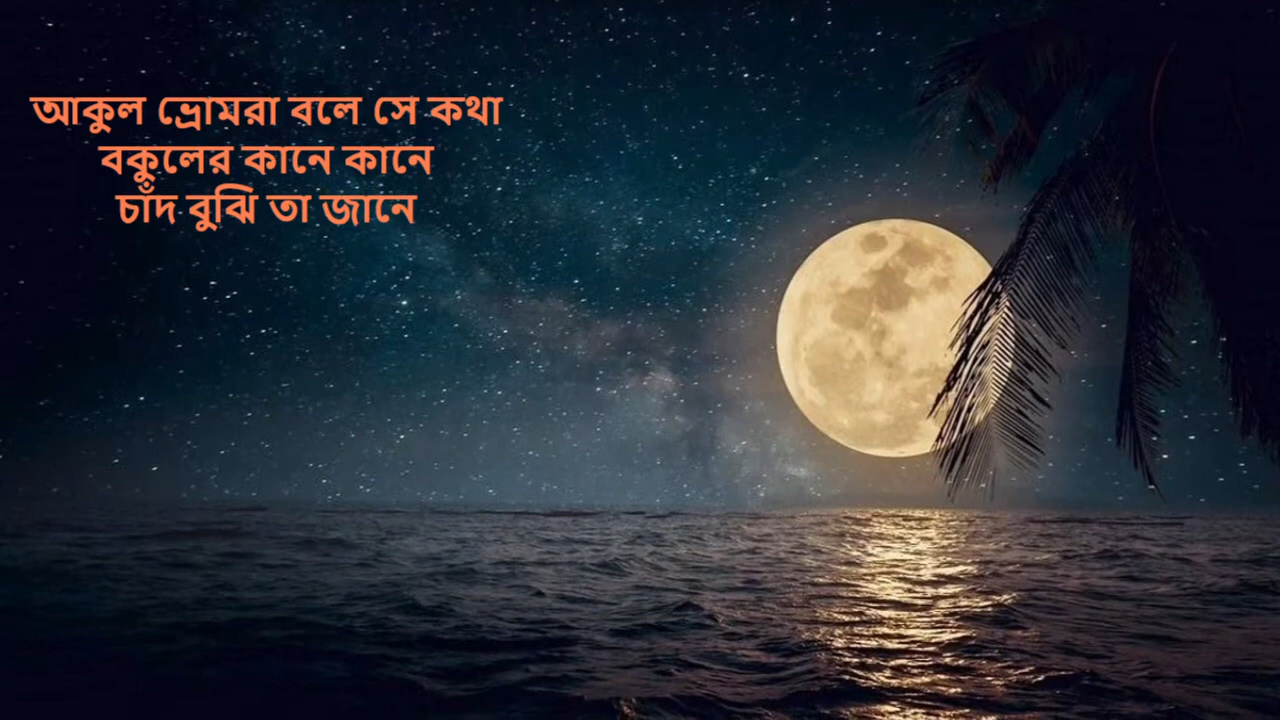 আকুল ভ্রোমরা বলে সে কথা
বকুলের কানে কানে
চাঁদ বুঝি তা জানে